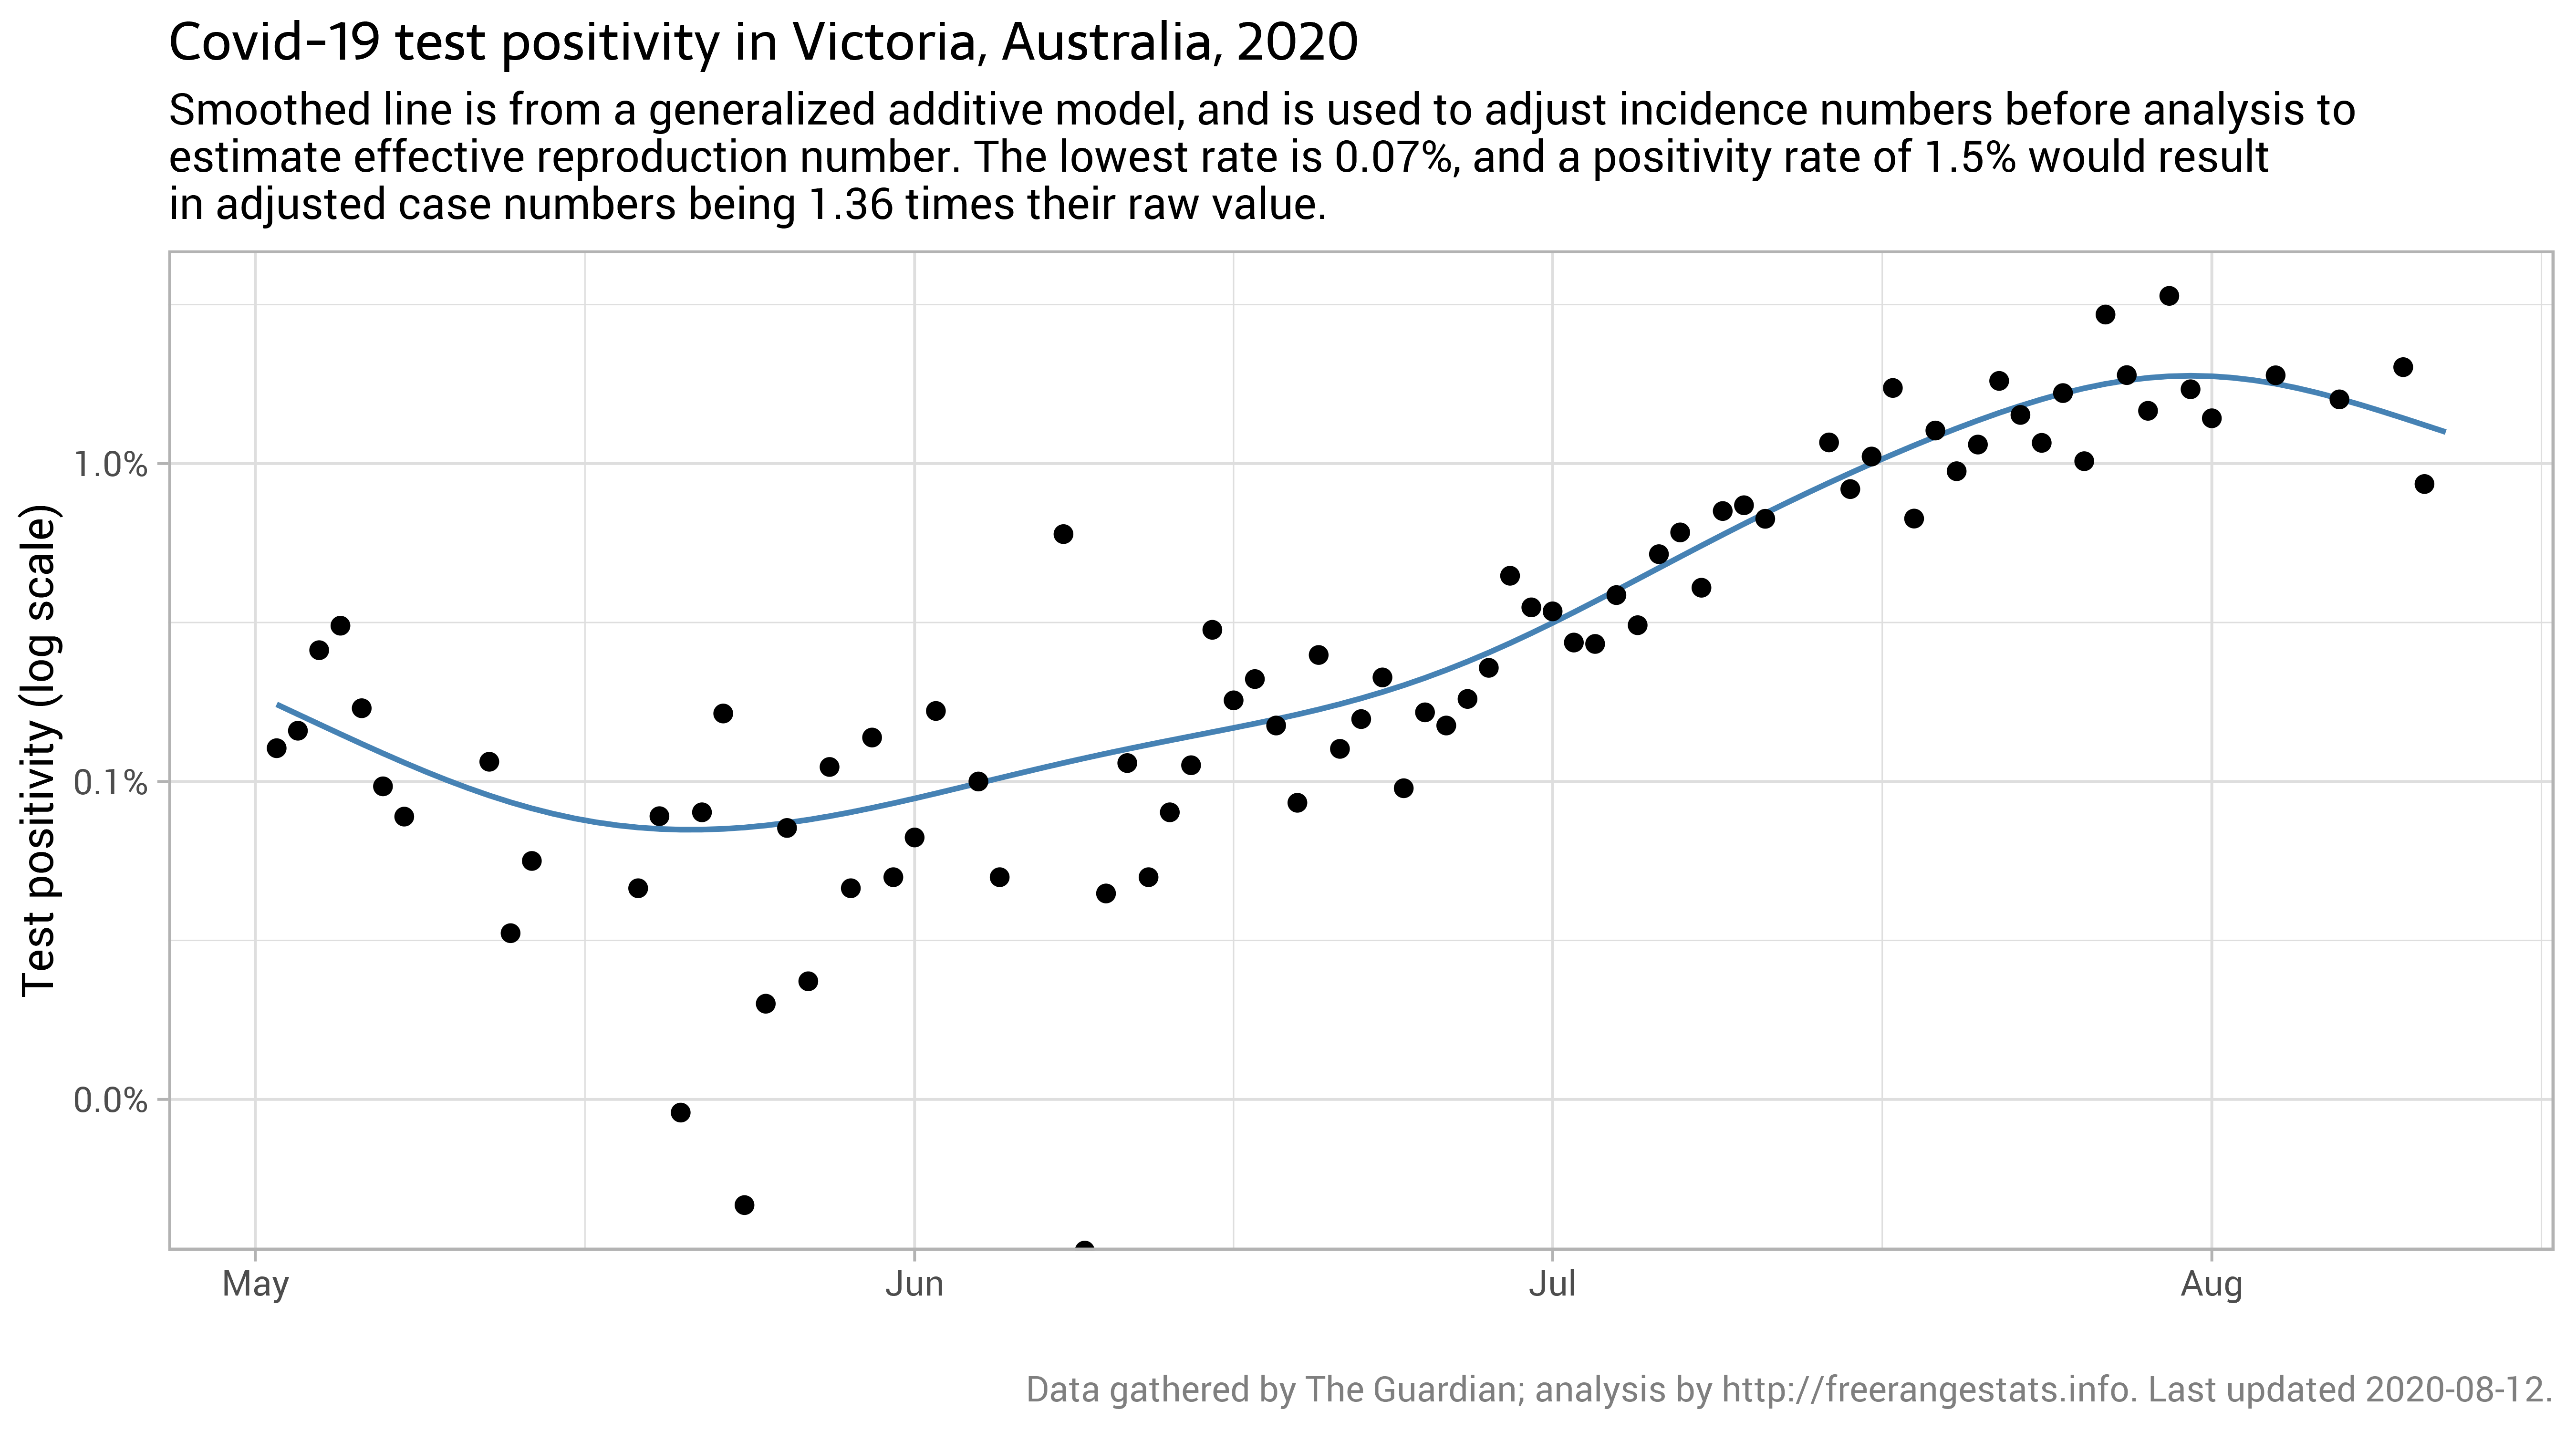 Covid-19 test positivity in Victoria, Australia, 2020
Smoothed line is from a generalized additive model, and is used to adjust incidence numbers before analysis to
estimate effective reproduction number. The lowest rate is 0.07%, and a positivity rate of 1.5% would result
in adjusted case numbers being 1.36 times their raw value.
Test positivity (log scale)
1.0%
0.1%
0.0%
May
Jun
Jul
Aug
Data gathered by The Guardian; analysis by http://freerangestats.info. Last updated 2020-08-12.